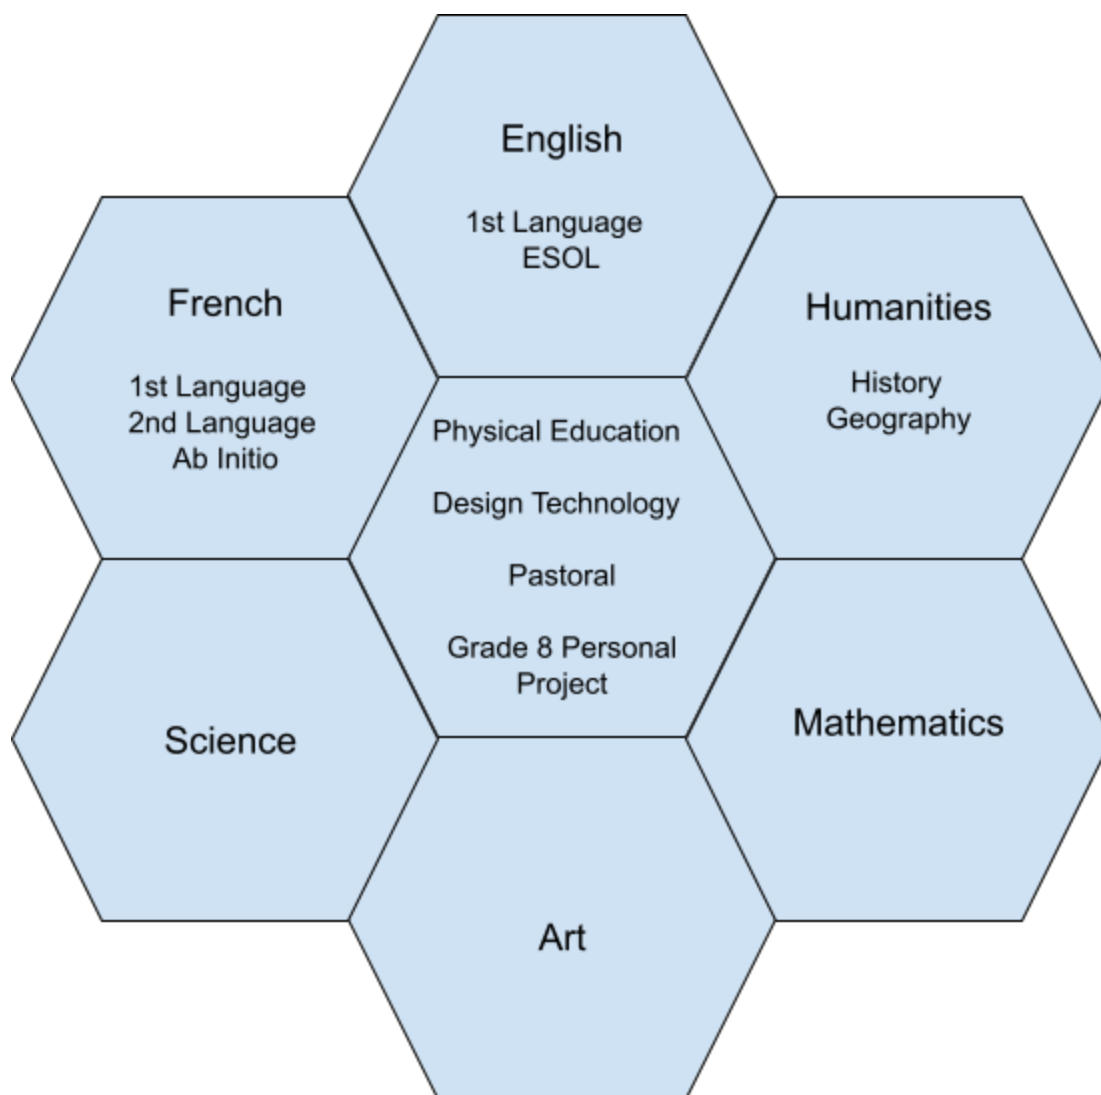 English
1st Language
ESOL
French
1st Language
2nd Language
Ab Initio
Humanities
History
Geography
Physical Education
Design Technology
Pastoral
Grade 8 Personal
Project
Science
Mathematics
Art